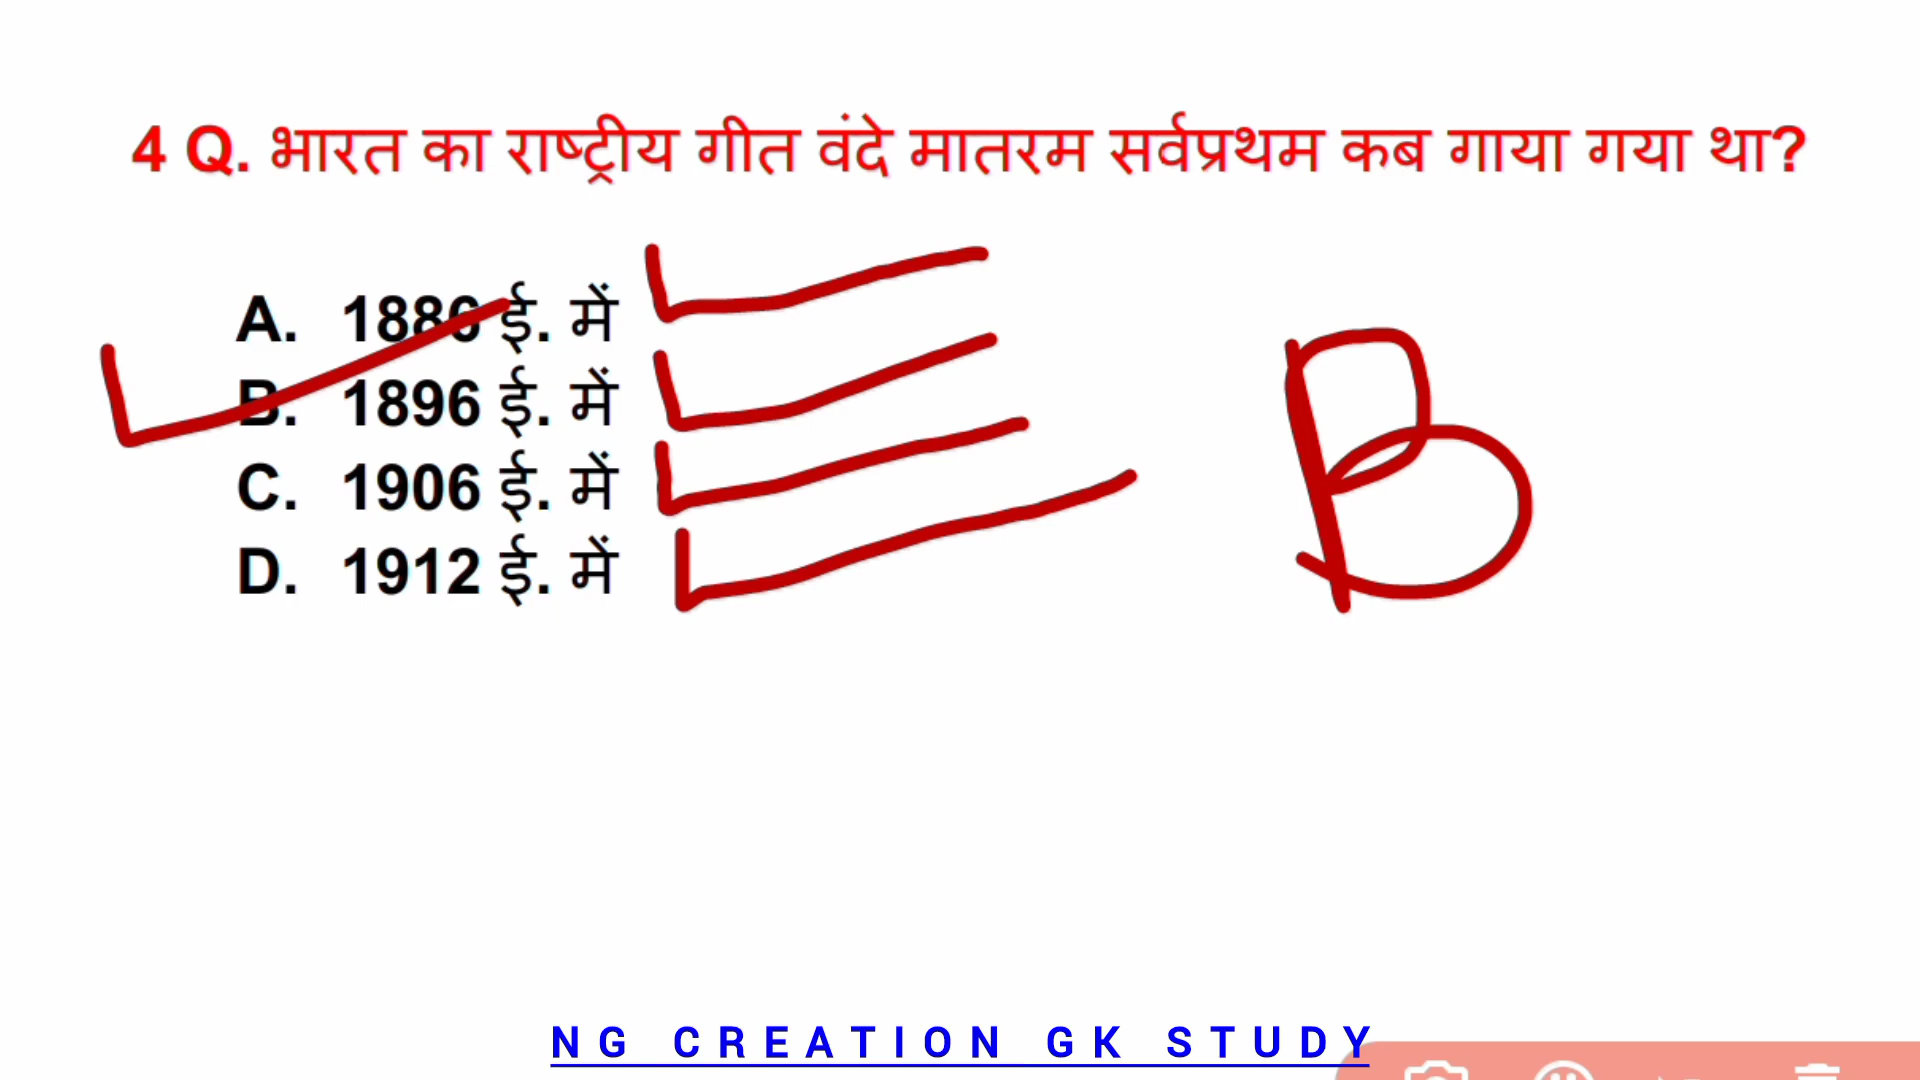 4 Q. भारत का राष्ट्रीय गीत वंदे मातरम सर्वप्रथम कब गाया गया था?
A. 1886 ई. में
B. 1896 ई. में
C. 1906 ई. में
D. 1912 ई. में
B
NG CREATION GK STUDY